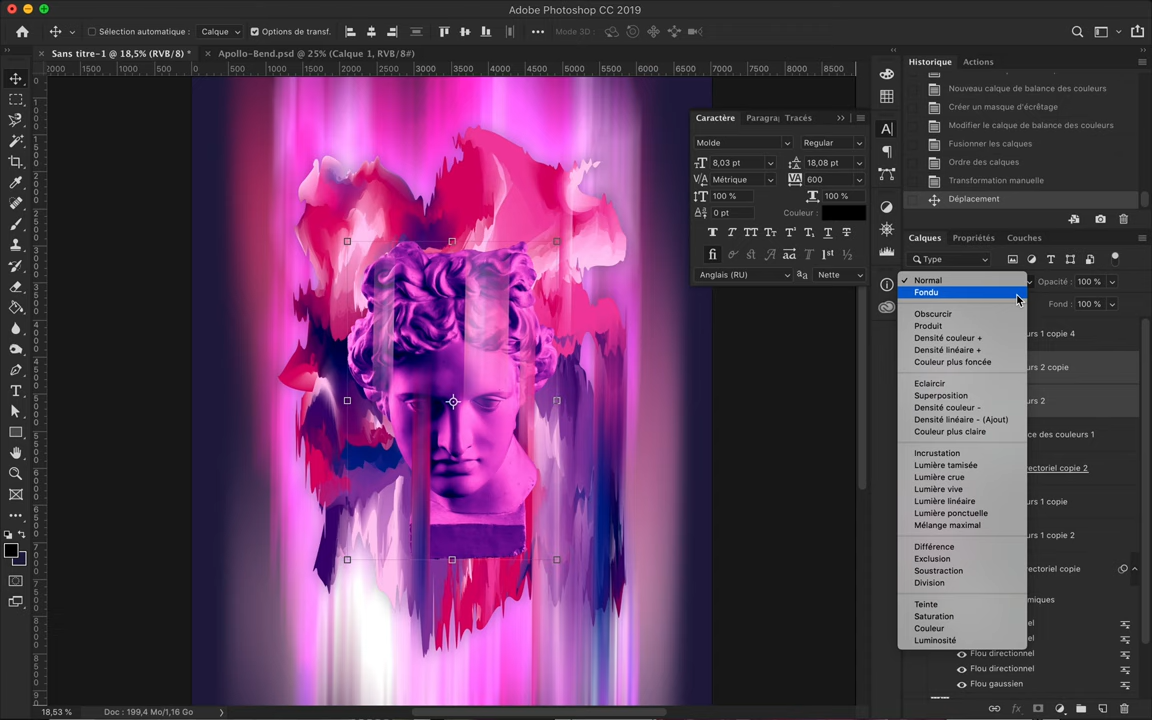 Adobe Photoshop CC 2019
Sélection automatique :
Calque
Options de transf.
Mode 3D :
Sans titre-1 @ 18,5% (RVB/8) *
Apollo-Bend.psd @ 25% (Calque 1, RVB/8#)
2000 1000 500 0 500 1000 1500 2000 2500 3000 3500 4000 4500 5000 5500 6000 6500 7000 7500 8000 8500
Caractère
Paragra
Tracés
Molde
Regular
8,03 pt
18,08 pt
Métrique
600
100 %
100 %
0 pt
Couleur :
Anglais (RU)
Nette
Historique
Actions
Nouveau calque de balance des couleurs
Créer un masque d'écrêtage
Modifier le calque de balance des couleurs
Fusionner les calques
Ordre des calques
Transformation manuelle
Déplacement
Calques
Propriétés
Couches
Type
Opacité : 100 %
Fond : 100 %
Normal
Fondu
Obscurcir
Produit
Densité couleur +
Densité linéaire +
Couleur plus foncée
Eclaircir
Superposition
Densité couleur -
Densité linéaire - (Ajout)
Couleur plus claire
Incrustation
Lumière tamisée
Lumière crue
Lumière vive
Lumière linéaire
Lumière ponctuelle
Mélange maximal
Différence
Exclusion
Soustraction
Division
Teinte
Saturation
Couleur
Luminosité
urs 1 copie 4
urs 2 copie
urs 2
ce des couleurs 1
ectoriel copie 2
urs 1 copie
urs 1 copie 2
ectoriel copie
miques
nel
nel
Flou directionnel
Flou directionnel
Flou gaussien
18,53 %
Doc : 199,4 Mo/1,16 Go